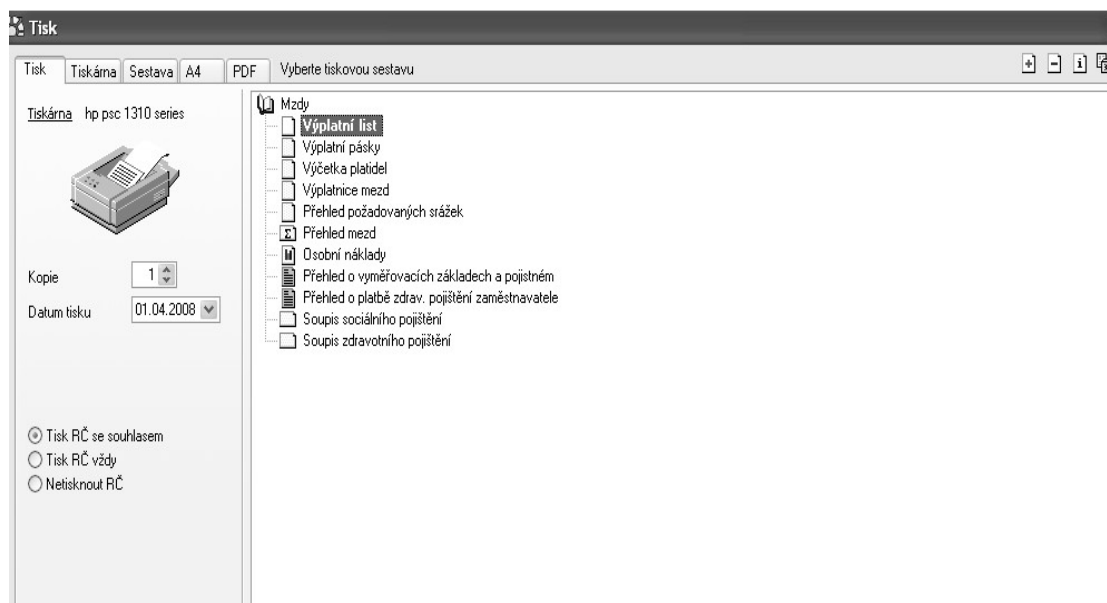 Tisk
Tisk Tiskárna Sestava A4 PDF Vyberte tiskovou sestavu
Tiskárna hp psc 1310 series
Kopie 1
Datum tisku 01.04.2008
Tisk RČ se souhlasem
Tisk RČ vždy
Netisknout RČ
Mzdy
Výplatní list
Výplatní pásky
Výčetka platidel
Výplatnice mezd
Přehled požadovaných srážek
Přehled mezd
Osobní náklady
Přehled o vyměřovacích základech a pojistném
Přehled o platbě zdrav. pojištění zaměstnavatele
Soupis sociálního pojištění
Soupis zdravotního pojištění